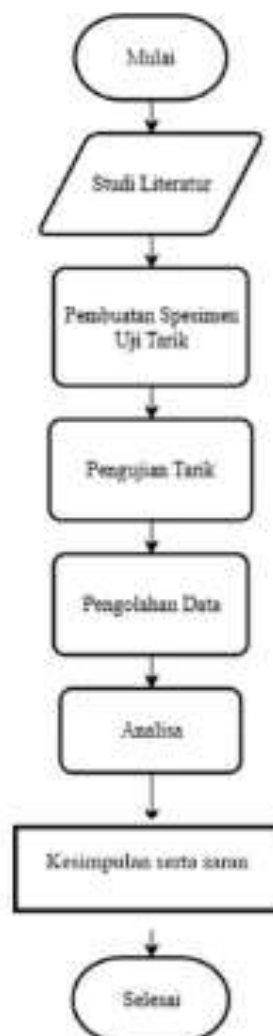 Mulai
Studi Literatur
Pembuatan Spesimen
Uji Tarik
Pengujian Tarik
Pengolahan Data
Analisa
Kesimpulan serta saran
Selesai